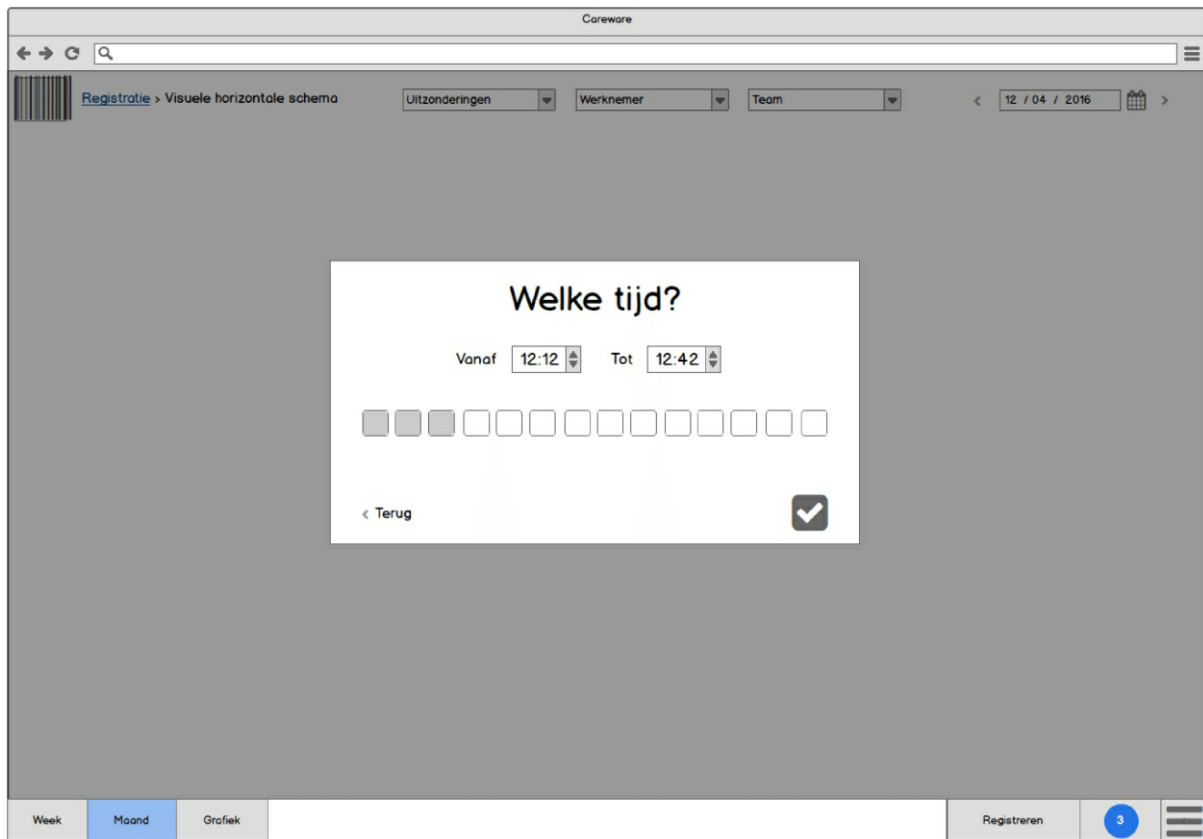 Careware
Registratie > Visuele horizontale schema
Uitzonderingen
Werknemer
Team
< 12 / 04 / 2016 >
Welke tijd?
Vanaf 12:12 Tot 12:42
< Terug
Week
Maand
Grafiek
Registreren
3